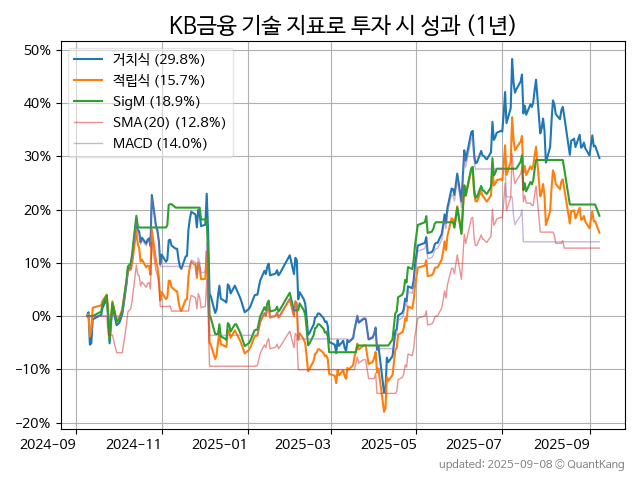 KB금융 기술 지표로 투자 시 성과 (1년)
거치식 (29.8%)
적립식 (15.7%)
SigM (18.9%)
SMA(20) (12.8%)
MACD (14.0%)
50%
40%
30%
20%
10%
0%
−10%
−20%
2024-09
2024-11
2025-01
2025-03
2025-05
2025-07
2025-09
updated: 2025-09-08 ⓒ QuantKang